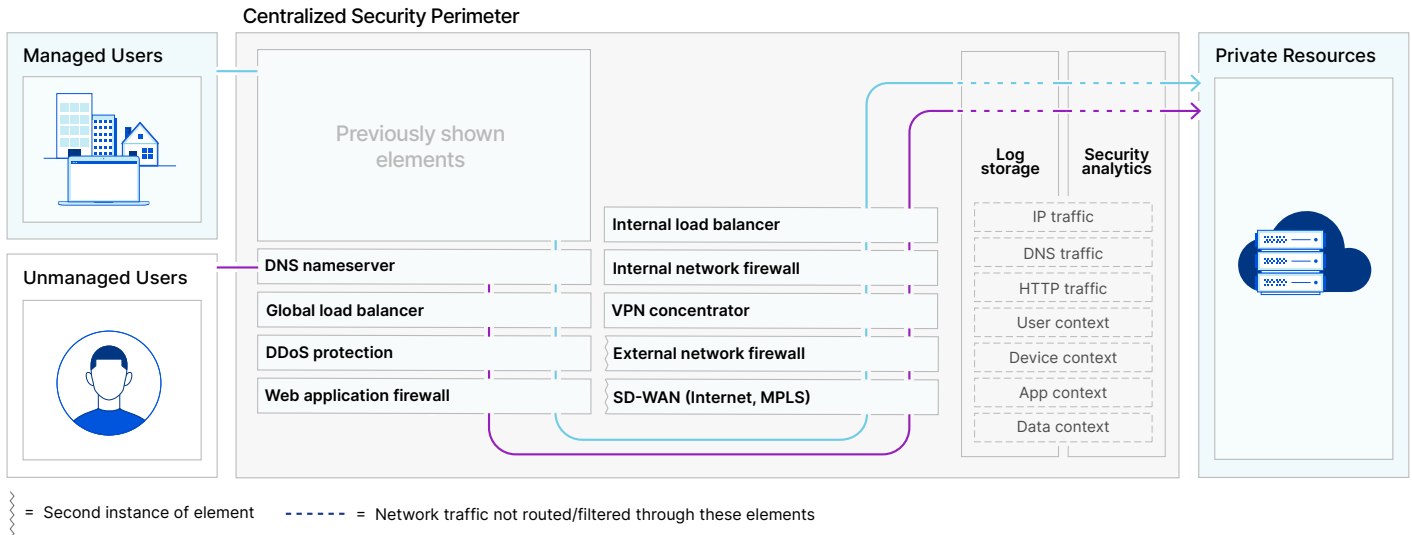 Centralized Security Perimeter
Managed Users
Unmanaged Users
Previously shown
elements
DNS nameserver
Global load balancer
DDoS protection
Web application firewall
Internal load balancer
Internal network firewall
VPN concentrator
External network firewall
SD-WAN (Internet, MPLS)
Log
storage
Security
analytics
IP traffic
DNS traffic
HTTP traffic
User context
Device context
App context
Data context
Private Resources
= Second instance of element
= Network traffic not routed/filtered through these elements